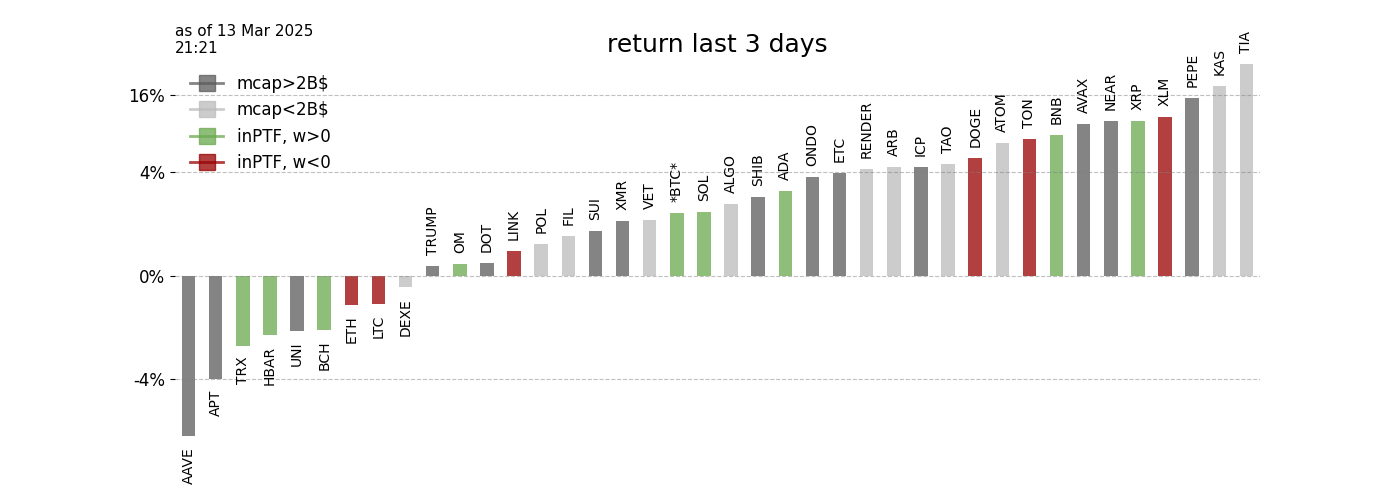 as of 13 Mar 2025
21:21
return last 3 days
mcap>2B$
mcap<2B$
inPTF, w>0
inPTF, w<0
16%
4%
0%
-4%
AAVE
APT
TRX
HBAR
UNI
BCH
ETH
LTC
DEXE
TRUMP
OM
DOT
LINK
POL
FIL
SUI
XMR
VET
*BTC*
SOL
ALGO
SHIB
ADA
ONDO
ETC
RENDER
ARB
ICP
TAO
DOGE
ATOM
TON
BNB
AVAX
NEAR
XRP
XLM
PEPE
KAS
TIA